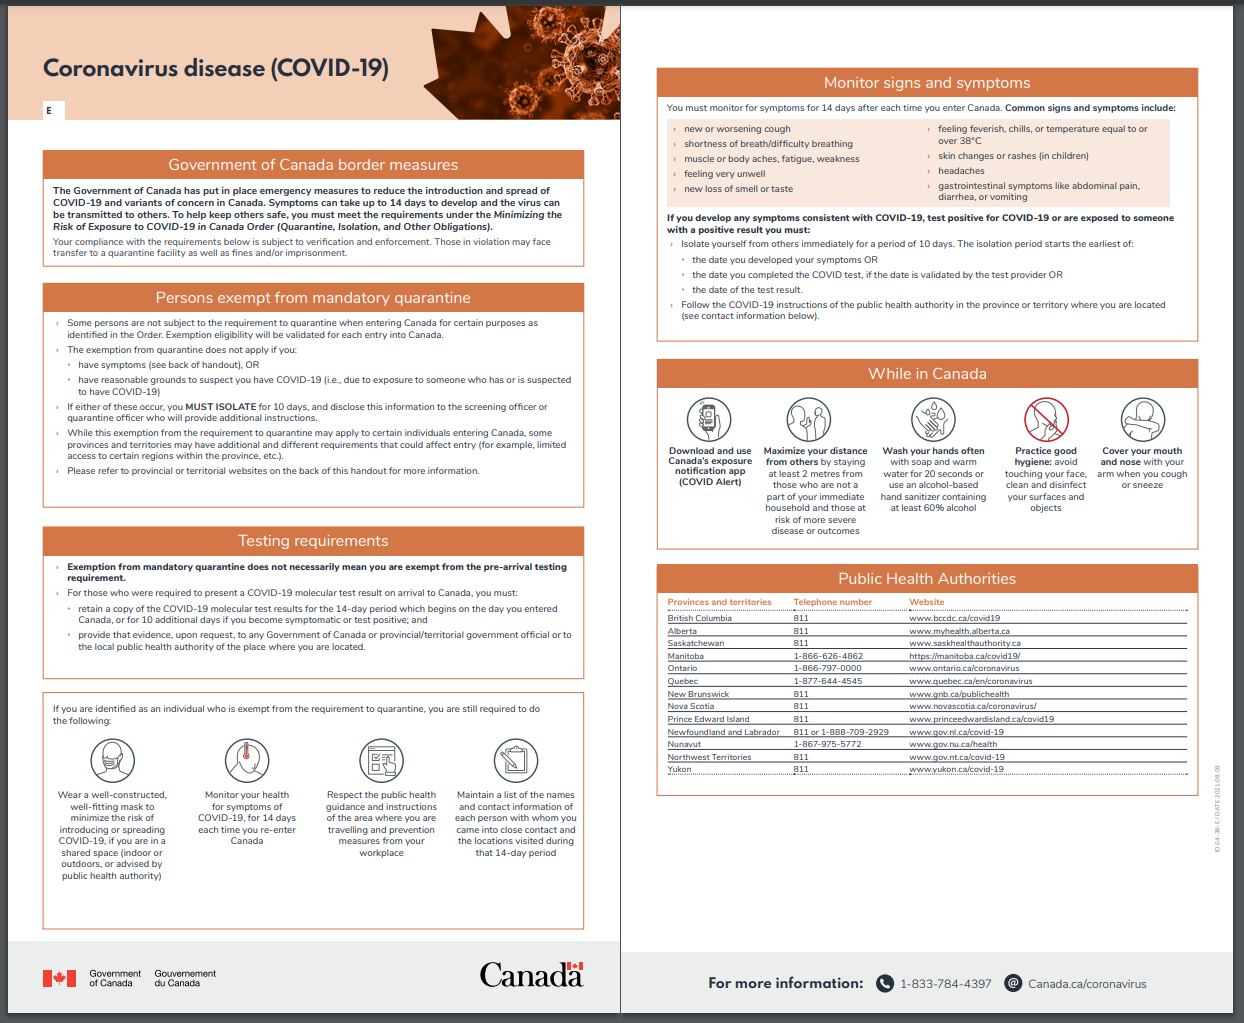 Coronavirus disease (COVID-19)
E
Government of Canada border measures
The Government of Canada has put in place emergency measures to reduce the introduction and spread of
COVID-19 and variants of concern in Canada. Symptoms can take up to 14 days to develop and the virus can
be transmitted to others. To help keep others safe, you must meet the requirements under the Minimizing the
Risk of Exposure to COVID-19 in Canada Order (Quarantine, Isolation, and Other Obligations).
Your compliance with the requirements below is subject to verification and enforcement. Those in violation may face
transfer to a quarantine facility as well as fines and/or imprisonment.
Persons exempt from mandatory quarantine
› Some persons are not subject to the requirement to quarantine when entering Canada for certain purposes as
identified in the Order. Exemption eligibility will be validated for each entry into Canada.
› The exemption from quarantine does not apply if you:
• have symptoms (see back of handout), OR
• have reasonable grounds to suspect you have COVID-19 (i.e., due to exposure to someone who has or is suspected
to have COVID-19)
› If either of these occur, you MUST ISOLATE for 10 days, and disclose this information to the screening officer or
quarantine officer who will provide additional instructions.
› While this exemption from the requirement to quarantine may apply to certain individuals entering Canada, some
provinces and territories may have additional and different requirements that could affect entry (for example, limited
access to certain regions within the province, etc.).
› Please refer to provincial or territorial websites on the back of this handout for more information.
Testing requirements
› Exemption from mandatory quarantine does not necessarily mean you are exempt from the pre-arrival testing
requirement.
› For those who were required to present a COVID-19 molecular test result on arrival to Canada, you must:
• retain a copy of the COVID-19 molecular test results for the 14-day period which begins on the day you entered
Canada, or for 10 additional days if you become symptomatic or test positive; and
• provide that evidence, upon request, to any Government of Canada or provincial/territorial government official or to
the local public health authority of the place where you are located.
If you are identified as an individual who is exempt from the requirement to quarantine, you are still required to do
the following:
Wear a well-constructed,
well-fitting mask to
minimize the risk of
introducing or spreading
COVID-19, if you are in a
shared space (indoor or
outdoors, or advised by
public health authority)
Monitor your health
for symptoms of
COVID-19, for 14 days
each time you re-enter
Canada
Respect the public health
guidance and instructions
of the area where you are
travelling and prevention
measures from your
workplace
Maintain a list of the names
and contact information of
each person with whom you
came into close contact and
the locations visited during
that 14-day period
Government
of Canada
Gouvernement
du Canada
Canada
Monitor signs and symptoms
You must monitor for symptoms for 14 days after each time you enter Canada. Common signs and symptoms include:
› new or worsening cough
› shortness of breath/difficulty breathing
› muscle or body aches, fatigue, weakness
› feeling very unwell
› new loss of smell or taste
› feeling feverish, chills, or temperature equal to or
over 38°C
› skin changes or rashes (in children)
› headaches
› gastrointestinal symptoms like abdominal pain,
diarrhea, or vomiting
If you develop any symptoms consistent with COVID-19, test positive for COVID-19 or are exposed to someone
with a positive result you must:
› Isolate yourself from others immediately for a period of 10 days. The isolation period starts the earliest of:
• the date you developed your symptoms OR
• the date you completed the COVID test, if the date is validated by the test provider OR
• the date of the test result.
› Follow the COVID-19 instructions of the public health authority in the province or territory where you are located
(see contact information below).
While in Canada
Download and use
Canada's exposure
notification app
(COVID Alert)
Maximize your distance
from others by staying
at least 2 metres from
those who are not a
part of your immediate
household and those at
risk of more severe
disease or outcomes
Wash your hands often
with soap and warm
water for 20 seconds or
use an alcohol-based
hand sanitizer containing
at least 60% alcohol
Practice good
hygiene: avoid
touching your face,
clean and disinfect
your surfaces and
objects
Cover your mouth
and nose with your
arm when you cough
or sneeze
Public Health Authorities
Provinces and territories Telephone number Website
British Columbia 811 www.bccdc.ca/covid19
Alberta 811 www.myhealth.alberta.ca
Saskatchewan 811 www.saskhealthauthority.ca
Manitoba 1-866-626-4862 https://manitoba.ca/covid19/
Ontario 1-866-797-0000 www.ontario.ca/coronavirus
Quebec 1-877-644-4545 www.quebec.ca/en/coronavirus
New Brunswick 811 www.gnb.ca/publichealth
Nova Scotia 811 www.novascotia.ca/coronavirus/
Prince Edward Island 811 www.princeedwardisland.ca/covid19
Newfoundland and Labrador 811 or 1-888-709-2929 www.gov.nl.ca/covid-19
Nunavut 1-867-975-5772 www.gov.nu.ca/health
Northwest Territories 811 www.gov.nt.ca/covid-19
Yukon 811 www.yukon.ca/covid-19
ID 04-38-E / DATE 2021.08.09
For more information: 1-833-784-4397 @ Canada.ca/coronavirus